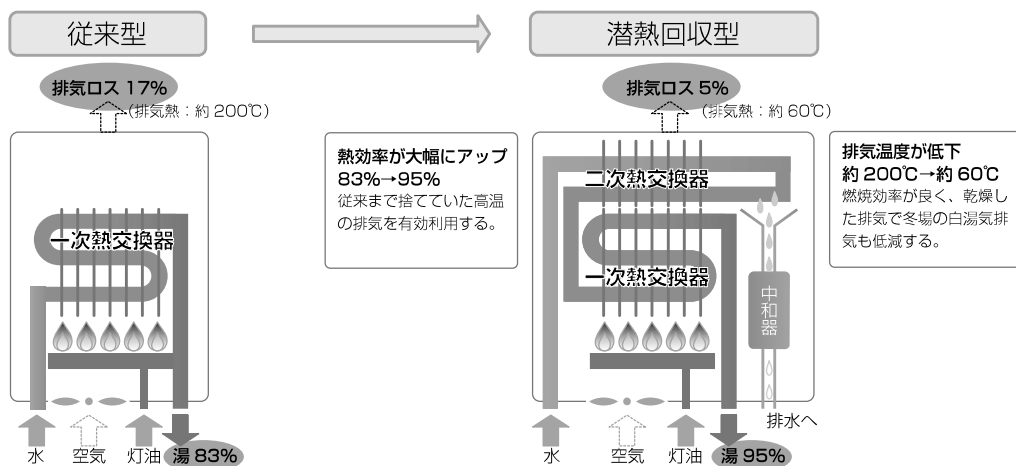 従来型
潜熱回収型
排気ロス 17%
(排気熱：約 200℃)
一次熱交換器
水
空気
灯油
湯 83%
熱効率が大幅にアップ
83%→95%
従来まで捨てていた高温
の排気を有効利用する。
排気ロス 5%
(排気熱：約 60℃)
二次熱交換器
一次熱交換器
中和器
排水へ
水
空気
灯油
湯 95%
排気温度が低下
約 200℃→約 60℃
燃焼効率が良く、乾燥し
た排気で冬場の白湯気排
気も低減する。